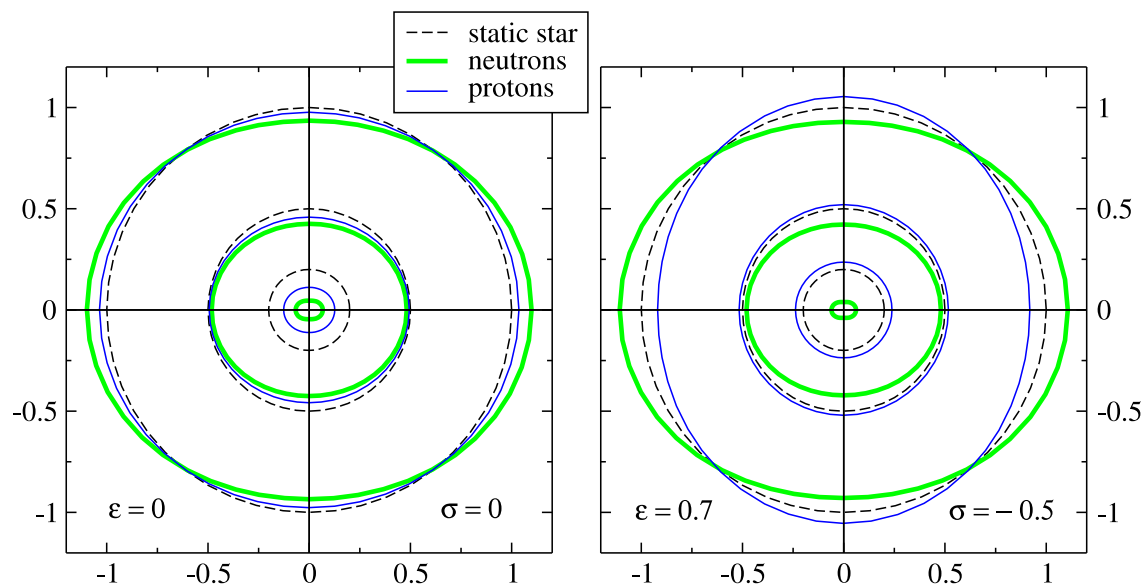 static star
neutrons
protons
1
0.5
0
-0.5
-1
1
0.5
0
-0.5
-1
ε = 0 σ = 0
ε = 0.7 σ = − 0.5
-1 -0.5 0 0.5 1
-1 -0.5 0 0.5 1